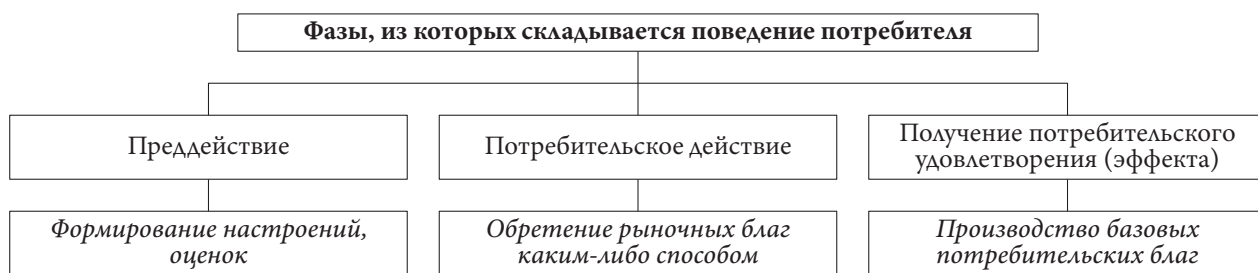 Фазы, из которых складывается поведение потребителя
Преддействие
Потребительское действие
Получение потребительского
удовлетворения (эффекта)
Формирование настроений,
оценок
Обретение рыночных благ
каким-либо способом
Производство базовых
потребительских благ